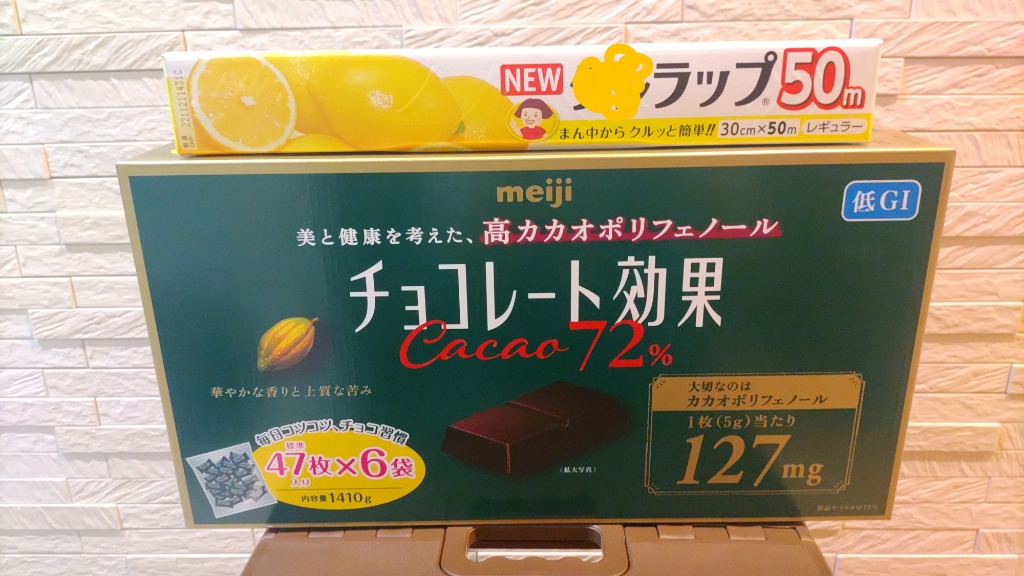 NEW
ラップ® 50m
まん中から クルッと簡単!! 30cm×50m レギュラー
meiji
低GI
美と健康を考えた、高カカオポリフェノール
チョコレート効果
Cacao 72%
華やかな香りと上質な苦み
大切なのは
カカオポリフェノール
1枚(5g)当たり
127mg
毎日コツコツ、チョコ習慣
標準
47枚×6袋
入り
内容量1410g
(拡大写真)